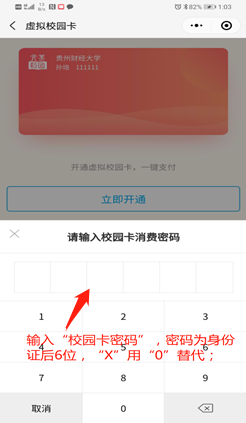 82% 1:03
虚拟校园卡
贵州财经大学
111111
开通虚拟校园卡，一键支付
立即开通
请输入校园卡消费密码
1 2 3
输入“校园卡密码”，密码为身份
4 5 6
证后6位，“X”用“0”替代；
7 8 9
取消 0